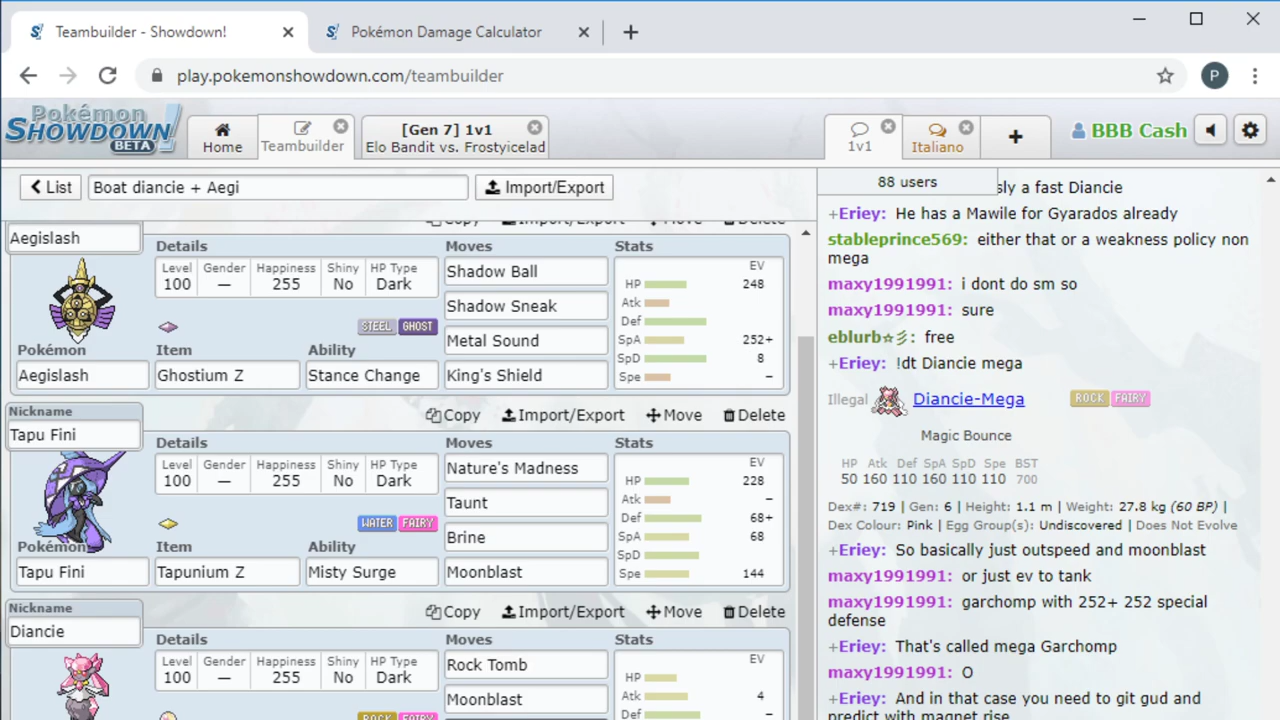 Teambuilder - Showdown!
Pokémon Damage Calculator
play.pokemonshowdown.com/teambuilder
P
Pokémon
SHOWDOWN!
BETA
Home
Teambuilder
[Gen 7] 1v1
Elo Bandit vs. Frostyicelad
1v1
Italiano
BBB Cash
List
Boat diancie + Aegi
Import/Export
Copy Import/Export Move Delete
Aegislash
Details
Level Gender Happiness Shiny HP Type
100 — 255 No Dark
STEEL GHOST
Pokémon Item Ability
Aegislash Ghostium Z Stance Change
Moves
Shadow Ball
Shadow Sneak
Metal Sound
King's Shield
Stats
EV
HP 248
Atk
Def
SpA 252+
SpD 8
Spe –
Copy Import/Export Move Delete
Nickname
Tapu Fini
Details
Level Gender Happiness Shiny HP Type
100 — 255 No Dark
WATER FAIRY
Pokémon Item Ability
Tapu Fini Tapunium Z Misty Surge
Moves
Nature's Madness
Taunt
Brine
Moonblast
Stats
EV
HP 228
Atk –
Def 68+
SpA 68
SpD
Spe 144
Copy Import/Export Move Delete
Nickname
Diancie
Details
Level Gender Happiness Shiny HP Type
100 — 255 No Dark
ROCK FAIRY
Moves
Rock Tomb
Moonblast
Stats
EV
HP
Atk 4
Def –
88 users
sly a fast Diancie
+Eriey: He has a Mawile for Gyarados already
stableprince569: either that or a weakness policy non
mega
maxy1991991: i dont do sm so
maxy1991991: sure
eblurb☆彡: free
+Eriey: !dt Diancie mega
Illegal Diancie-Mega ROCK FAIRY
Magic Bounce
HP Atk Def SpA SpD Spe BST
50 160 110 160 110 110 700
Dex#: 719 | Gen: 6 | Height: 1.1 m | Weight: 27.8 kg (60 BP) |
Dex Colour: Pink | Egg Group(s): Undiscovered | Does Not Evolve
+Eriey: So basically just outspeed and moonblast
maxy1991991: or just ev to tank
maxy1991991: garchomp with 252+ 252 special
defense
+Eriey: That's called mega Garchomp
maxy1991991: O
+Eriey: And in that case you need to git gud and
predict with magnet rise